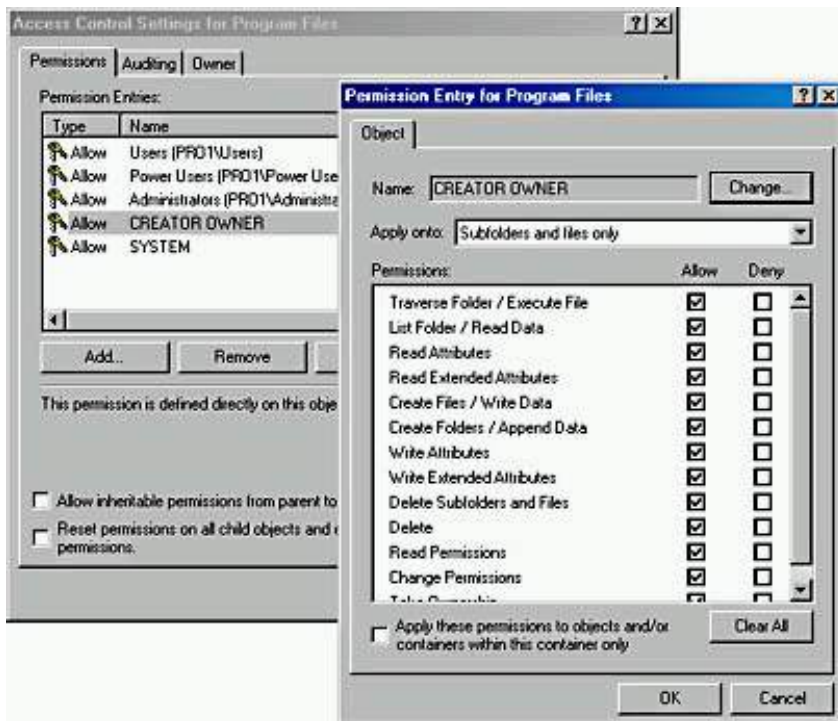 Access Control Settings for Program Files
Permissions Auditing Owner
Permission Entries:
Type Name
Allow Users (PRO1\Users)
Allow Power Users (PRO1\Power Use
Allow Administrators (PRO1\Administra
Allow CREATOR OWNER
Allow SYSTEM
Add... Remove
This permission is defined directly on this obje
Allow inheritable permissions from parent to
Reset permissions on all child objects and
permissions.
Permission Entry for Program Files
Object
Name: CREATOR OWNER Change...
Apply onto: Subfolders and files only
Permissions: Allow Deny
Traverse Folder / Execute File
List Folder / Read Data
Read Attributes
Read Extended Attributes
Create Files / Write Data
Create Folders / Append Data
Write Attributes
Write Extended Attributes
Delete Subfolders and Files
Delete
Read Permissions
Change Permissions
Take Ownership
Apply these permissions to objects and/or
containers within this container only
Clear All
OK Cancel